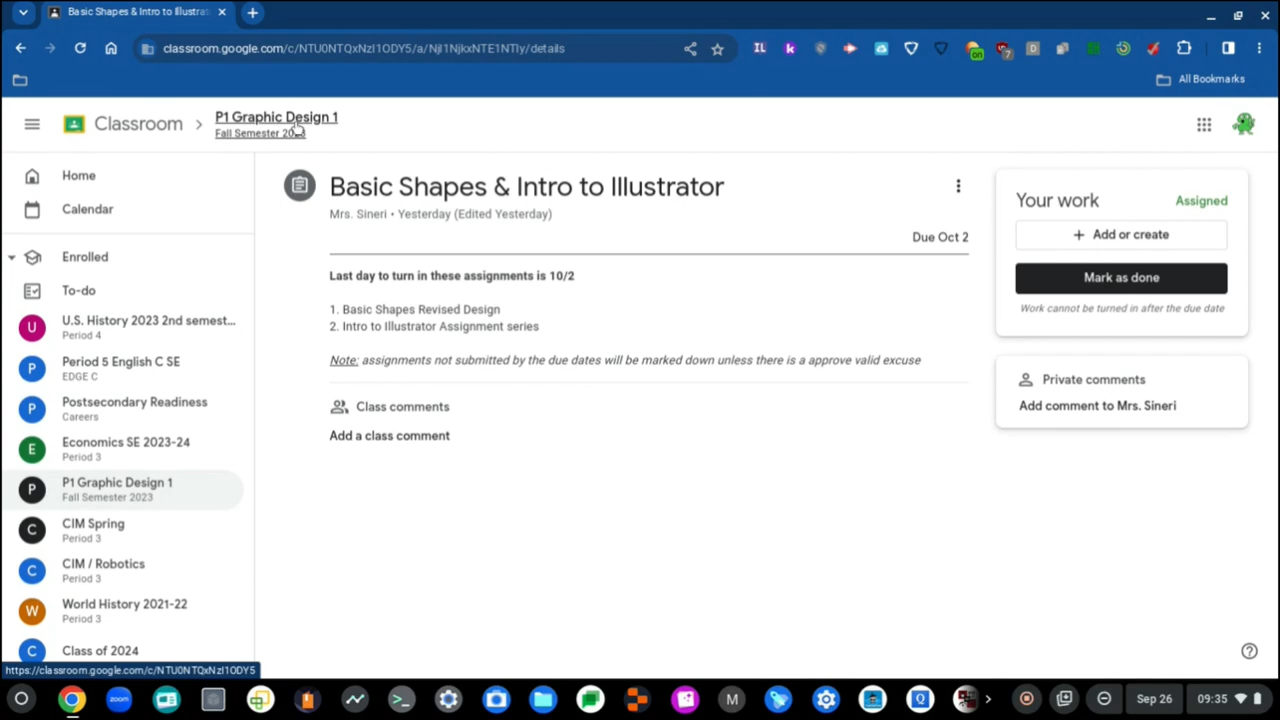 Basic Shapes & Intro to Illustrat
classroom.google.com/c/NTU0NTQxNzI1ODY5/a/NjI1NjkxNTE1NTIy/details
All Bookmarks
Classroom
P1 Graphic Design 1
Fall Semester 2023
Home
Calendar
Enrolled
To-do
U
U.S. History 2023 2nd semest...
Period 4
P
Period 5 English C SE
EDGE C
P
Postsecondary Readiness
Careers
E
Economics SE 2023-24
Period 3
P
P1 Graphic Design 1
Fall Semester 2023
C
CIM Spring
Period 3
C
CIM / Robotics
Period 3
W
World History 2021-22
Period 3
C
Class of 2024
https://classroom.google.com/c/NTU0NTQxNzI1ODY5
Basic Shapes & Intro to Illustrator
Mrs. Sineri • Yesterday (Edited Yesterday)
Due Oct 2
Last day to turn in these assignments is 10/2
1. Basic Shapes Revised Design
2. Intro to Illustrator Assignment series
Note: assignments not submitted by the due dates will be marked down unless there is a approve valid excuse
Class comments
Add a class comment
Your work
Assigned
+ Add or create
Mark as done
Work cannot be turned in after the due date
Private comments
Add comment to Mrs. Sineri
zoom
M
Q
Sep 26
09:35